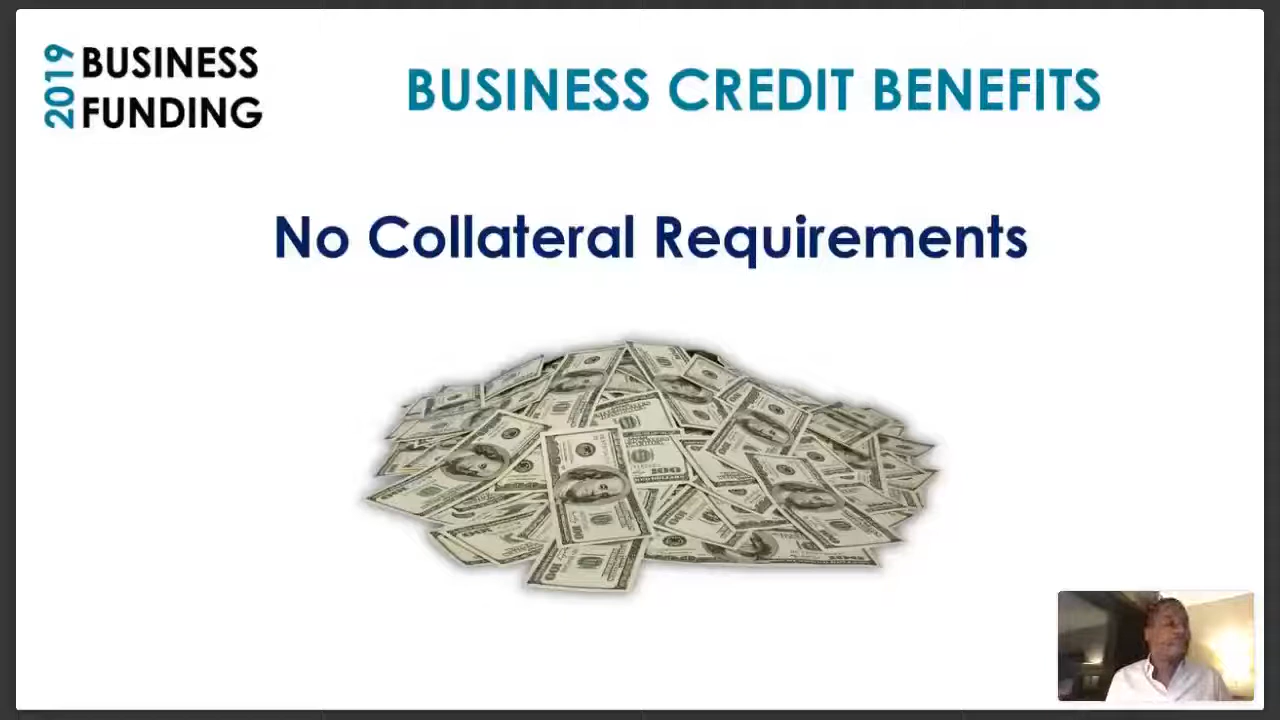 2019
BUSINESS
FUNDING
BUSINESS CREDIT BENEFITS
No Collateral Requirements